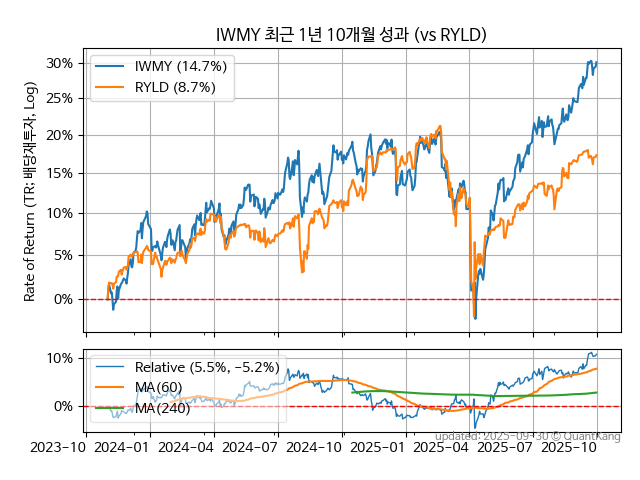 IWMY 최근 1년 10개월 성과 (vs RYLD)
Rate of Return (TR: 배당재투자, Log)
30%
25%
20%
15%
10%
5%
0%
IWMY (14.7%)
RYLD (8.7%)
10%
0%
Relative (5.5%, -5.2%)
MA(60)
MA(240)
2023-10 2024-01 2024-04 2024-07 2024-10 2025-01 2025-04 2025-07 2025-10
updated: 2025-09-30 © QuantKang